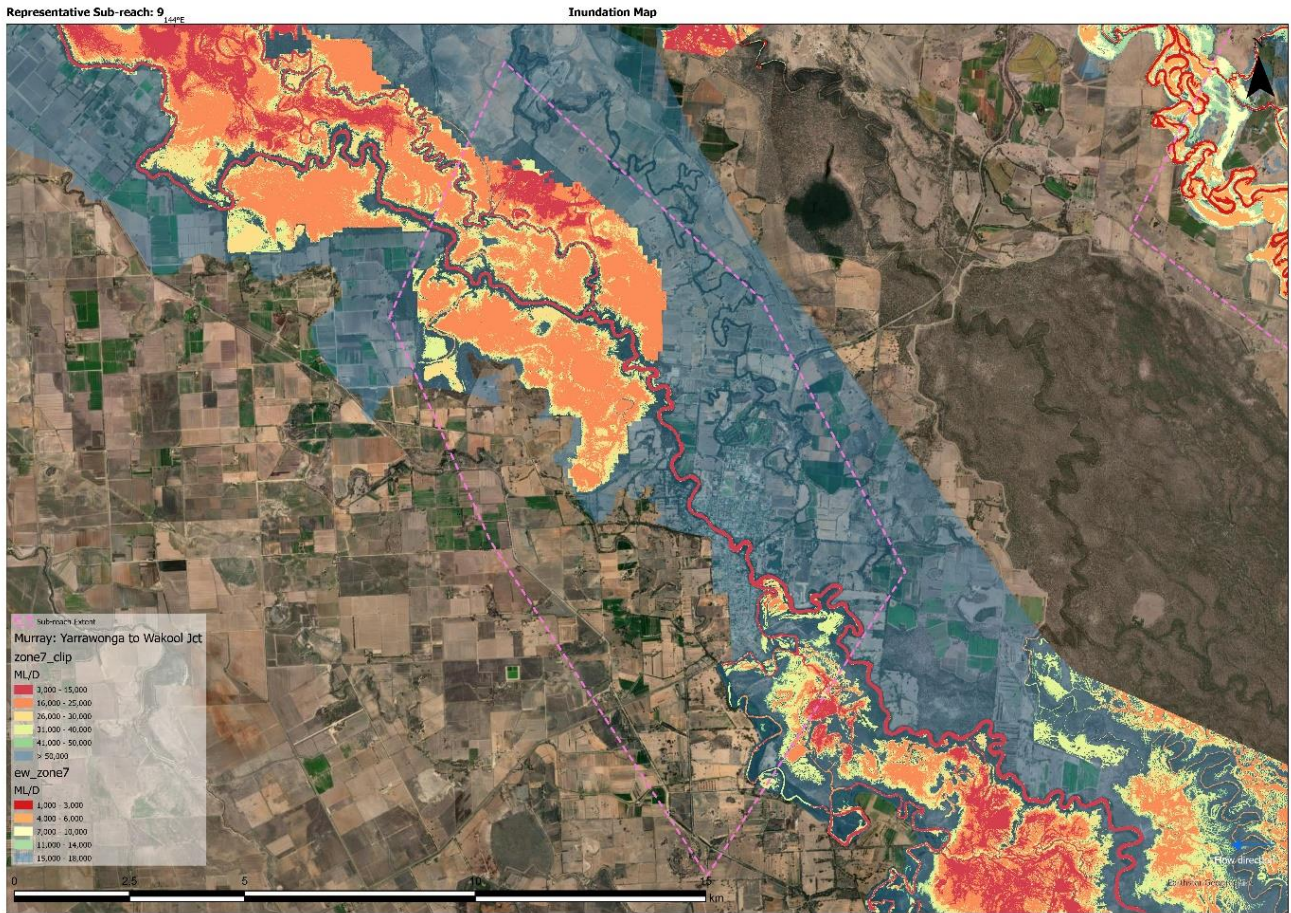 Representative Sub-reach: 9
Inundation Map
144°E
Sub-reach Extent
Murray: Yarrawonga to Wakool Jct
zone7_clip
ML/D
3,000 - 15,000
16,000 - 25,000
26,000 - 30,000
31,000 - 40,000
41,000 - 50,000
> 50,000
ew_zone7
ML/D
1,000 - 3,000
4,000 - 6,000
7,000 - 10,000
11,000 - 14,000
15,000 - 18,000
Flow direction
0 2.5 5 10 15
km